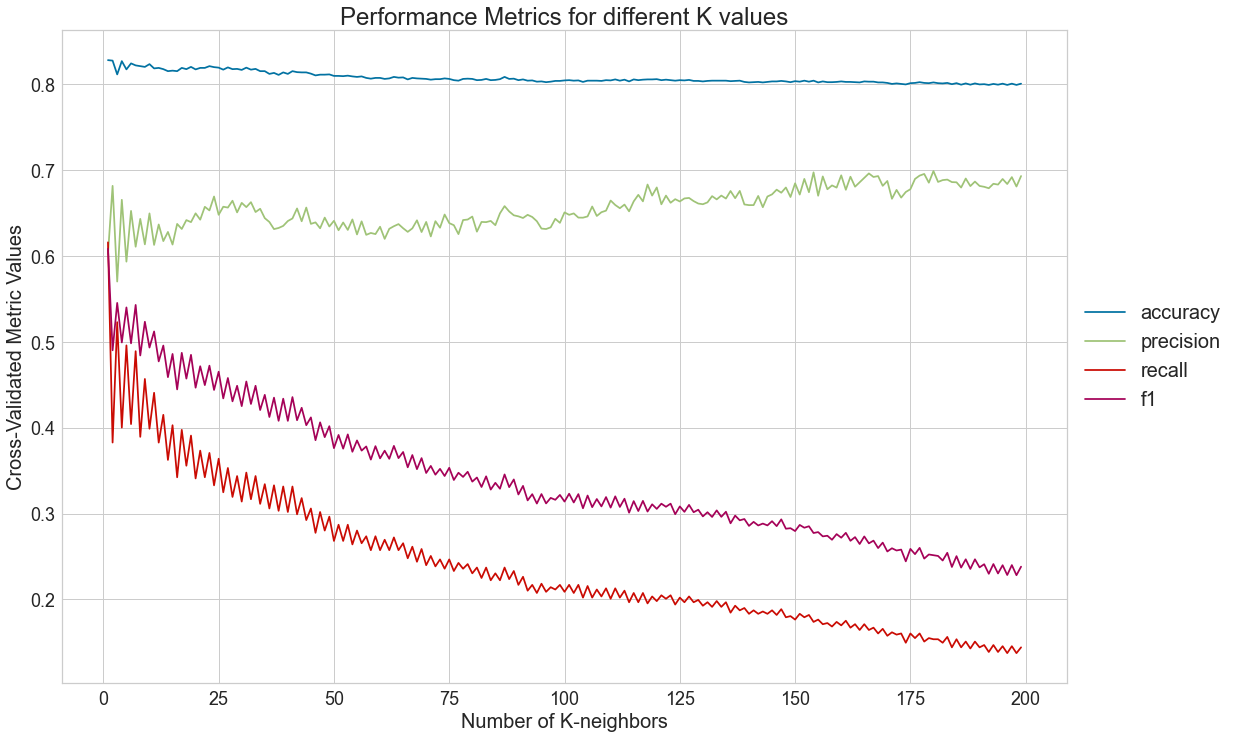 Performance Metrics for different K values
Cross-Validated Metric Values
0.8
0.7
0.6
0.5
0.4
0.3
0.2
0 25 50 75 100 125 150 175 200
Number of K-neighbors
accuracy
precision
recall
f1